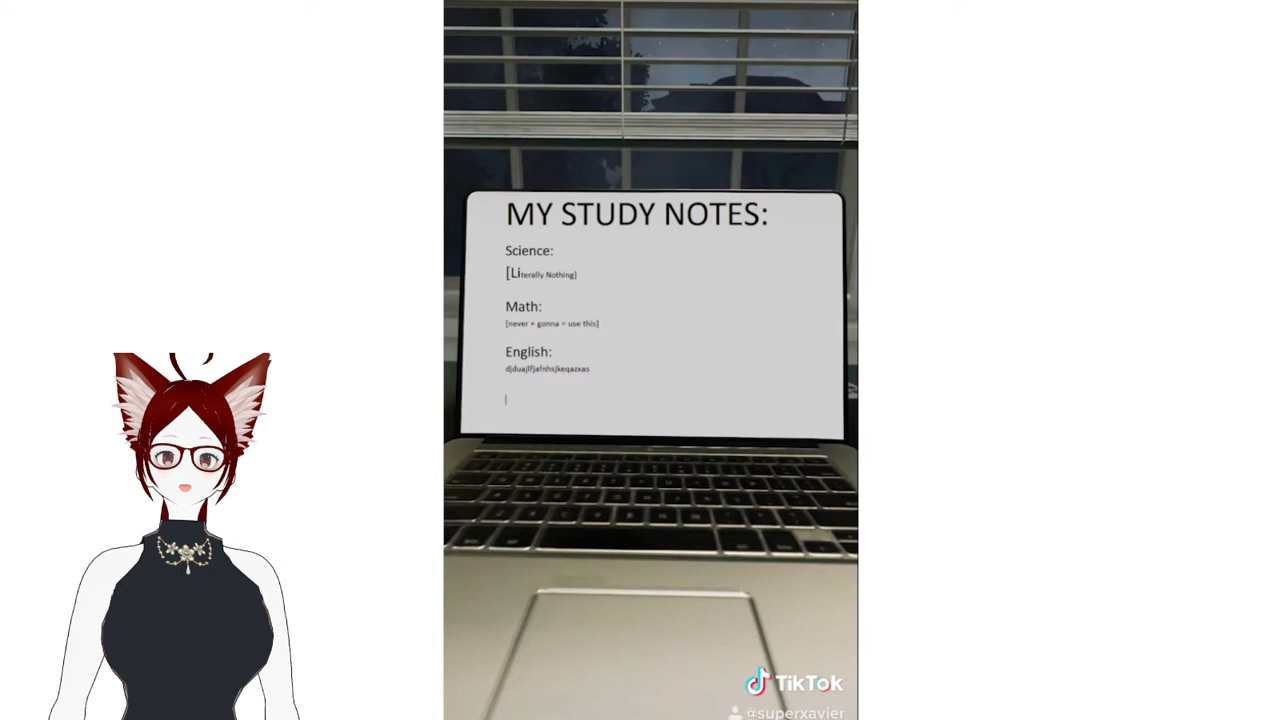 MY STUDY NOTES:
Science:
[Literally Nothing]
Math:
[never + gonna = use this]
English:
djduajlfjafnhsjkeqazxas
TikTok
@superxavier